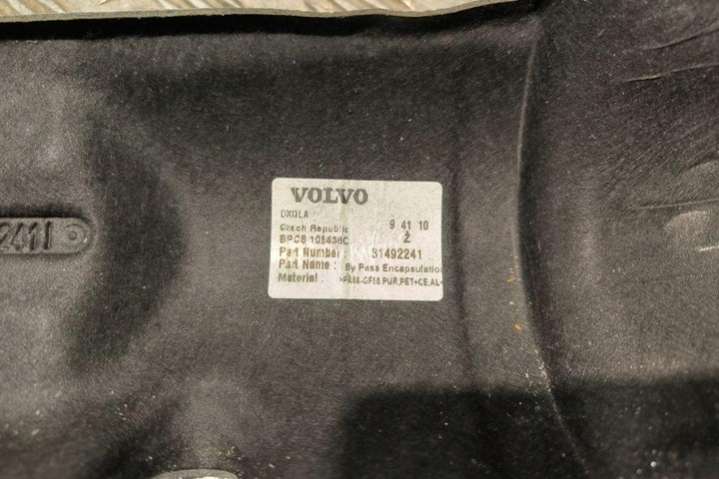 VOLVO
Czech Republic 9 41 10
2
Part Number : 31492241
Part Name : By Pass Encapsulation
Material :
2411